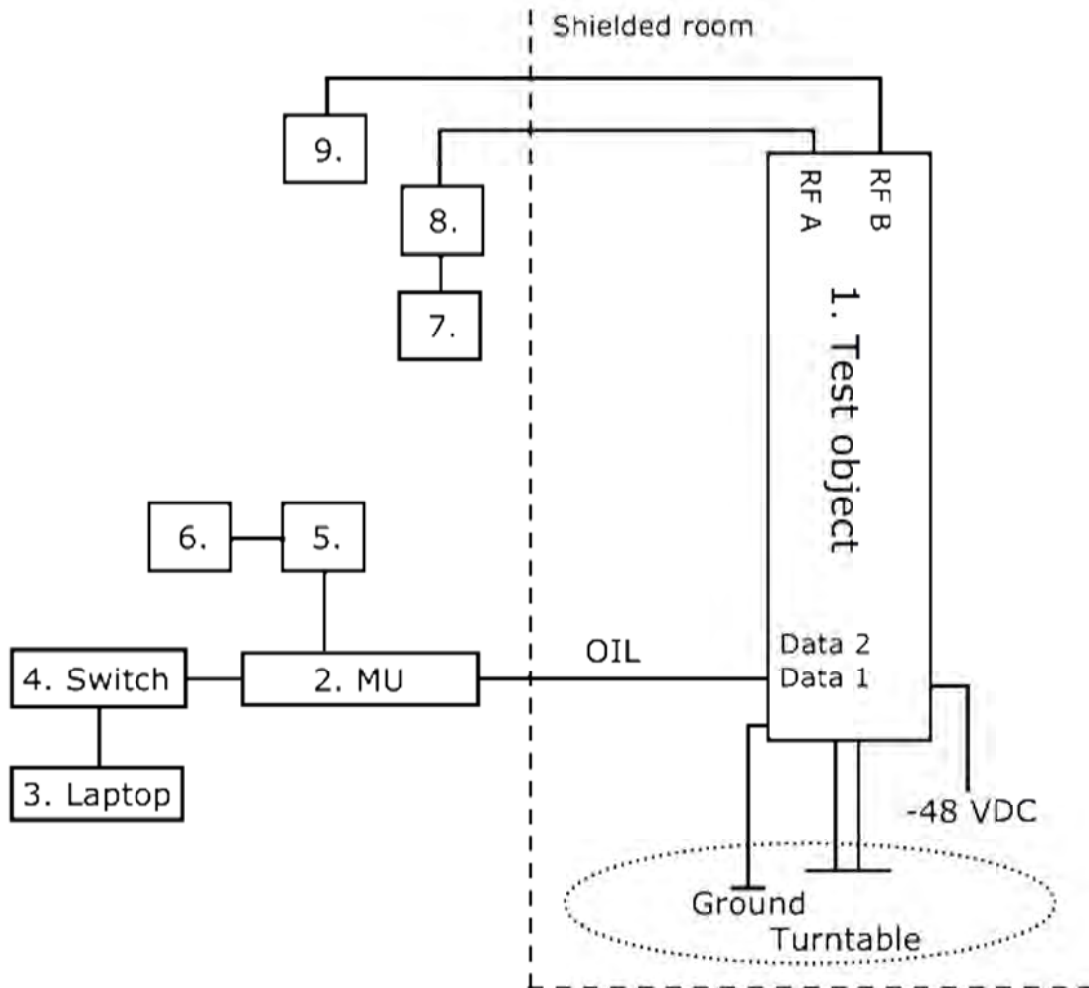 Shielded room
9.
8.
7.
RF A
RF B
1. Test object
6.
5.
4. Switch
2. MU
OIL
Data 2
Data 1
3. Laptop
-48 VDC
Ground
Turntable